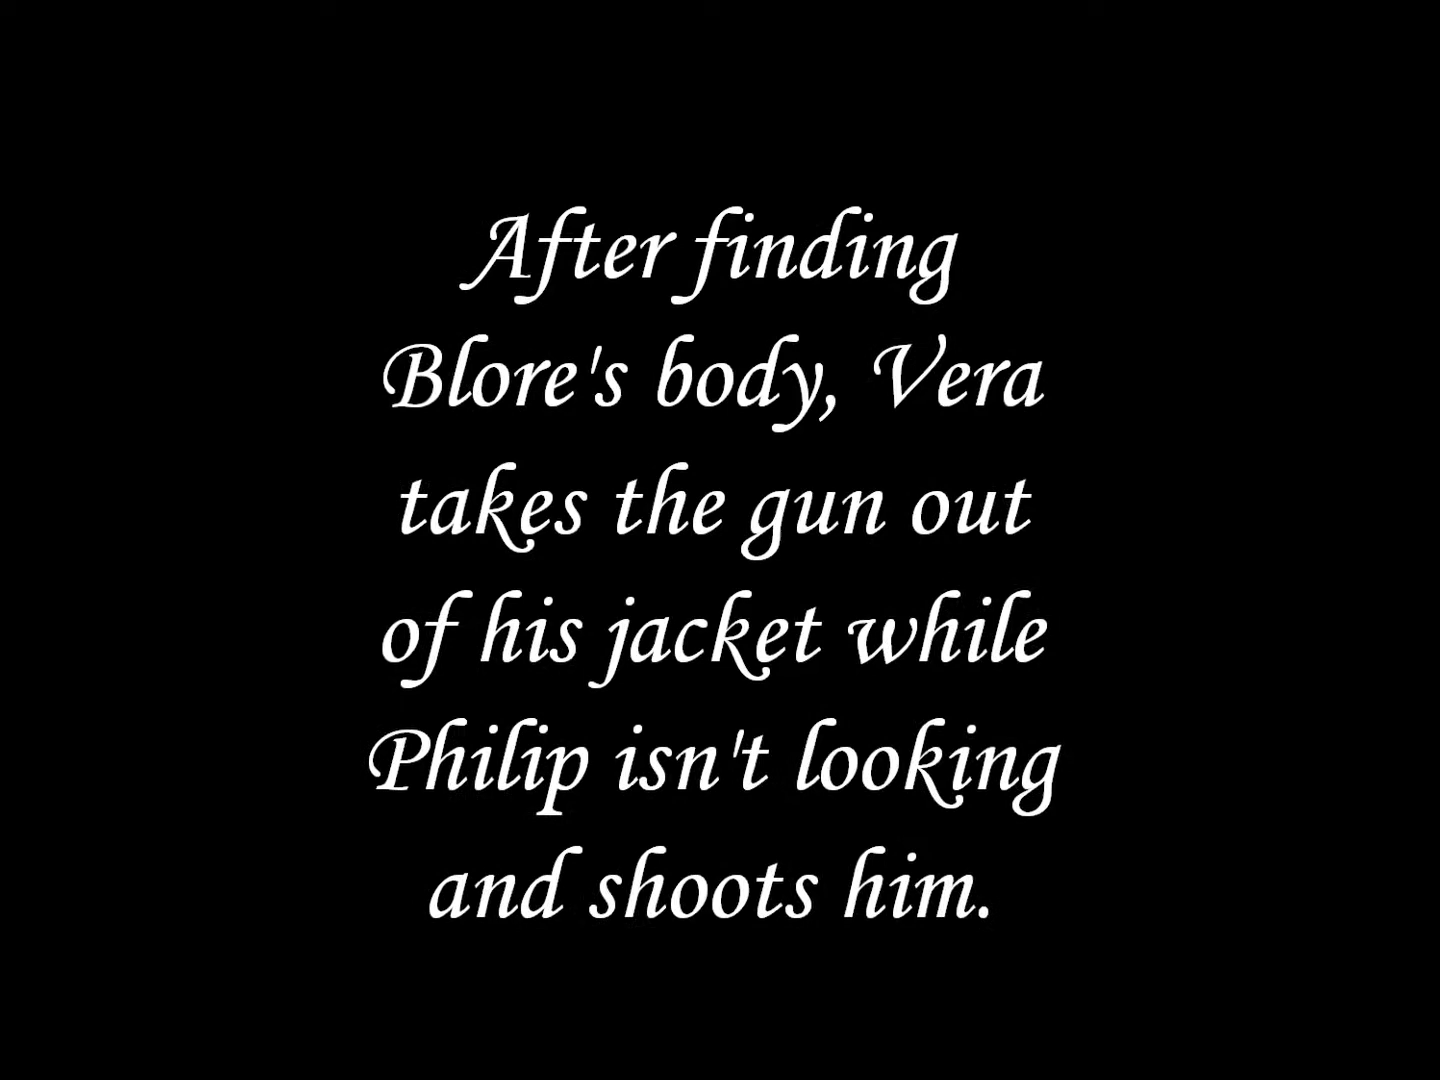 After finding
Blore's body, Vera
takes the gun out
of his jacket while
Philip isn't looking
and shoots him.